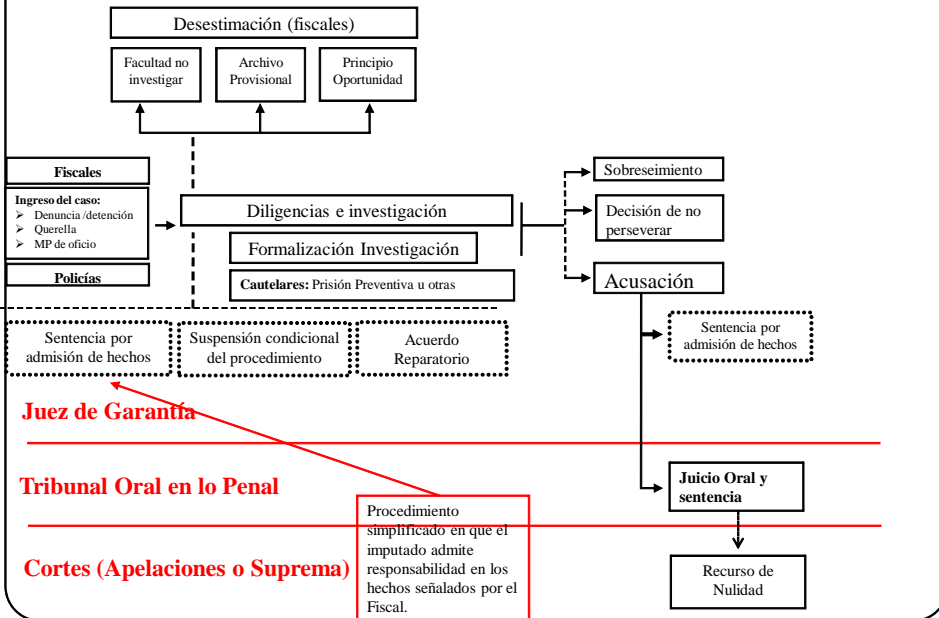 Desestimación (fiscales)
Facultad no
investigar
Archivo
Provisional
Principio
Oportunidad
Fiscales
Ingreso del caso:
➢ Denuncia /detención
➢ Querella
➢ MP de oficio
Policías
Diligencias e investigación
Formalización Investigación
Cautelares: Prisión Preventiva u otras
Sobreseimiento
Decisión de no
perseverar
Acusación
Sentencia por
admisión de hechos
Suspensión condicional
del procedimiento
Acuerdo
Reparatorio
Sentencia por
admisión de hechos
Juez de Garantía
Tribunal Oral en lo Penal
Juicio Oral y
sentencia
Procedimiento
simplificado en que el
imputado admite
responsabilidad en los
hechos señalados por el
Fiscal.
Cortes (Apelaciones o Suprema)
Recurso de
Nulidad